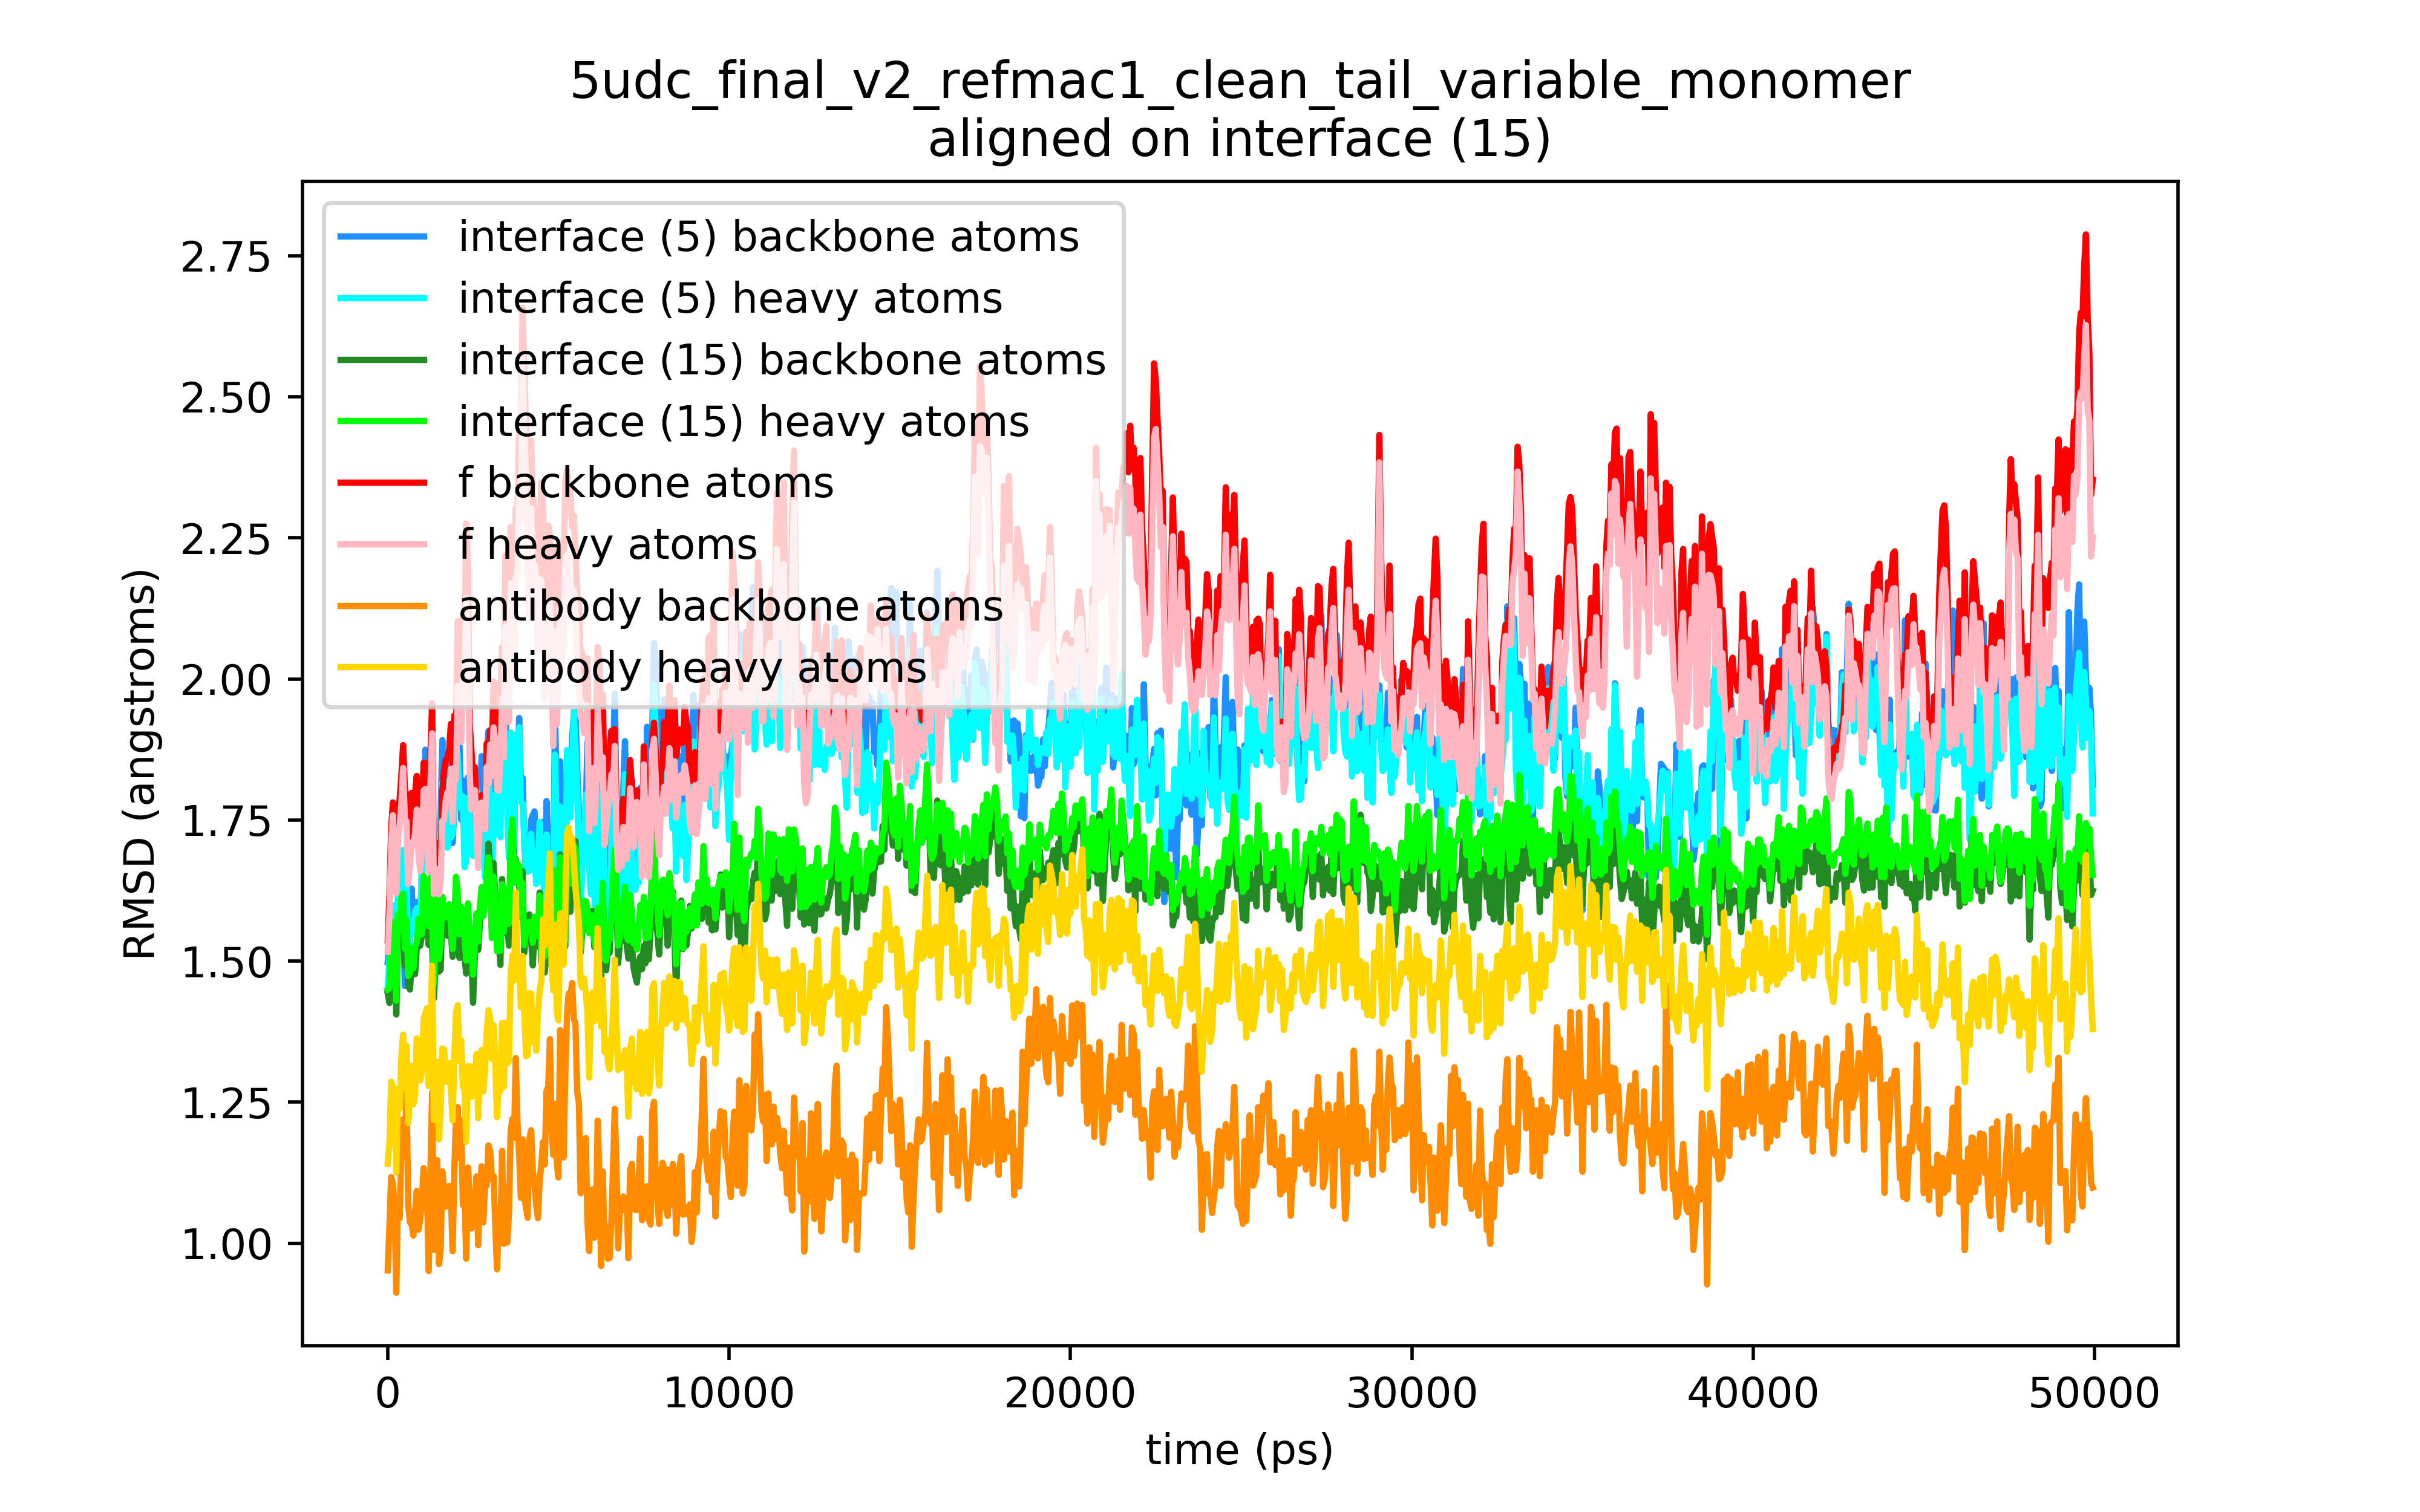 5udc_final_v2_refmac1_clean_tail_variable_monomer
aligned on interface (15)
interface (5) backbone atoms
interface (5) heavy atoms
interface (15) backbone atoms
interface (15) heavy atoms
f backbone atoms
f heavy atoms
antibody backbone atoms
antibody heavy atoms
RMSD (angstroms)
2.75
2.50
2.25
2.00
1.75
1.50
1.25
1.00
0 10000 20000 30000 40000 50000
time (ps)